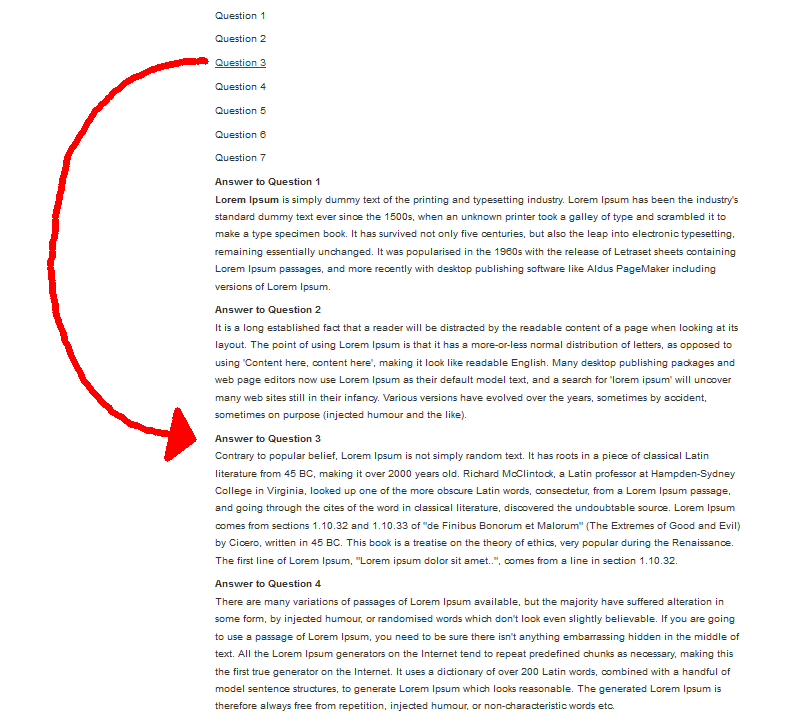 Question 1
Question 2
Question 3
Question 4
Question 5
Question 6
Question 7
Answer to Question 1
Lorem Ipsum is simply dummy text of the printing and typesetting industry. Lorem Ipsum has been the industry's
standard dummy text ever since the 1500s, when an unknown printer took a galley of type and scrambled it to
make a type specimen book. It has survived not only five centuries, but also the leap into electronic typesetting,
remaining essentially unchanged. It was popularised in the 1960s with the release of Letraset sheets containing
Lorem Ipsum passages, and more recently with desktop publishing software like Aldus PageMaker including
versions of Lorem Ipsum.
Answer to Question 2
It is a long established fact that a reader will be distracted by the readable content of a page when looking at its
layout. The point of using Lorem Ipsum is that it has a more-or-less normal distribution of letters, as opposed to
using 'Content here, content here', making it look like readable English. Many desktop publishing packages and
web page editors now use Lorem Ipsum as their default model text, and a search for 'lorem ipsum' will uncover
many web sites still in their infancy. Various versions have evolved over the years, sometimes by accident,
sometimes on purpose (injected humour and the like).
Answer to Question 3
Contrary to popular belief, Lorem Ipsum is not simply random text. It has roots in a piece of classical Latin
literature from 45 BC, making it over 2000 years old. Richard McClintock, a Latin professor at Hampden-Sydney
College in Virginia, looked up one of the more obscure Latin words, consectetur, from a Lorem Ipsum passage,
and going through the cites of the word in classical literature, discovered the undoubtable source. Lorem Ipsum
comes from sections 1.10.32 and 1.10.33 of "de Finibus Bonorum et Malorum" (The Extremes of Good and Evil)
by Cicero, written in 45 BC. This book is a treatise on the theory of ethics, very popular during the Renaissance.
The first line of Lorem Ipsum, "Lorem ipsum dolor sit amet..", comes from a line in section 1.10.32.
Answer to Question 4
There are many variations of passages of Lorem Ipsum available, but the majority have suffered alteration in
some form, by injected humour, or randomised words which don't look even slightly believable. If you are going
to use a passage of Lorem Ipsum, you need to be sure there isn't anything embarrassing hidden in the middle of
text. All the Lorem Ipsum generators on the Internet tend to repeat predefined chunks as necessary, making this
the first true generator on the Internet. It uses a dictionary of over 200 Latin words, combined with a handful of
model sentence structures, to generate Lorem Ipsum which looks reasonable. The generated Lorem Ipsum is
therefore always free from repetition, injected humour, or non-characteristic words etc.